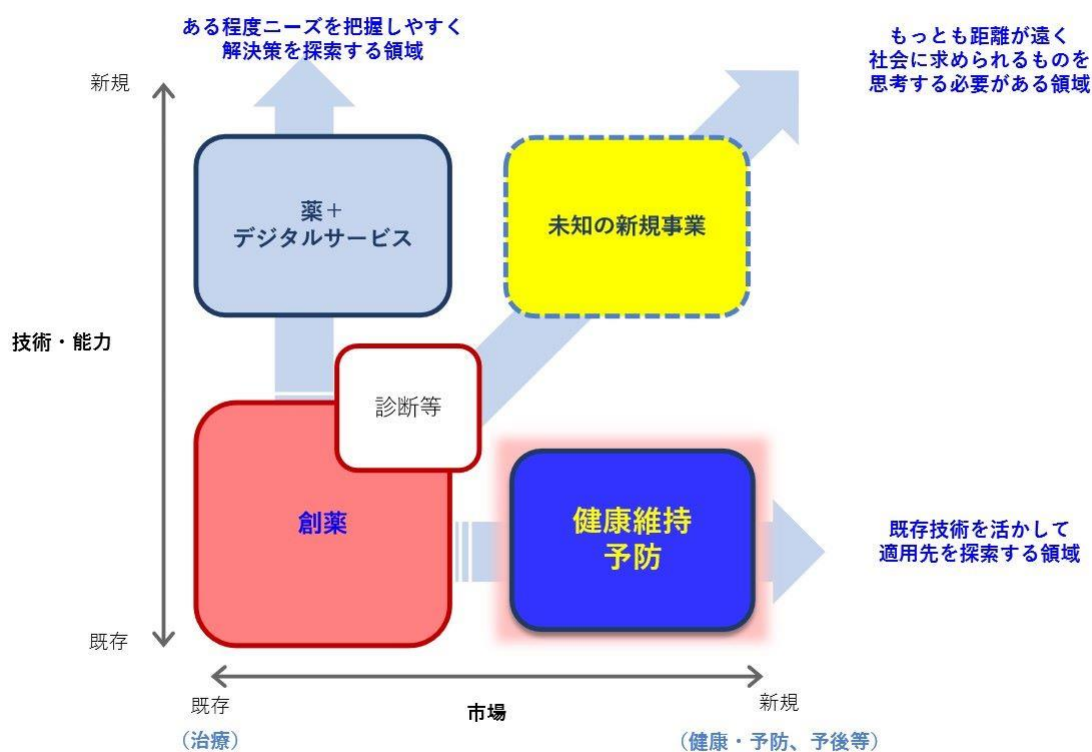 ある程度ニーズを把握しやすく
解決策を探索する領域
もっとも距離が遠く
社会に求められるものを
思考する必要がある領域
新規
薬＋
デジタルサービス
未知の新規事業
技術・能力
診断等
創薬
健康維持
予防
既存技術を活かして
適用先を探索する領域
既存
既存
市場
新規
（治療）
（健康・予防、予後等）